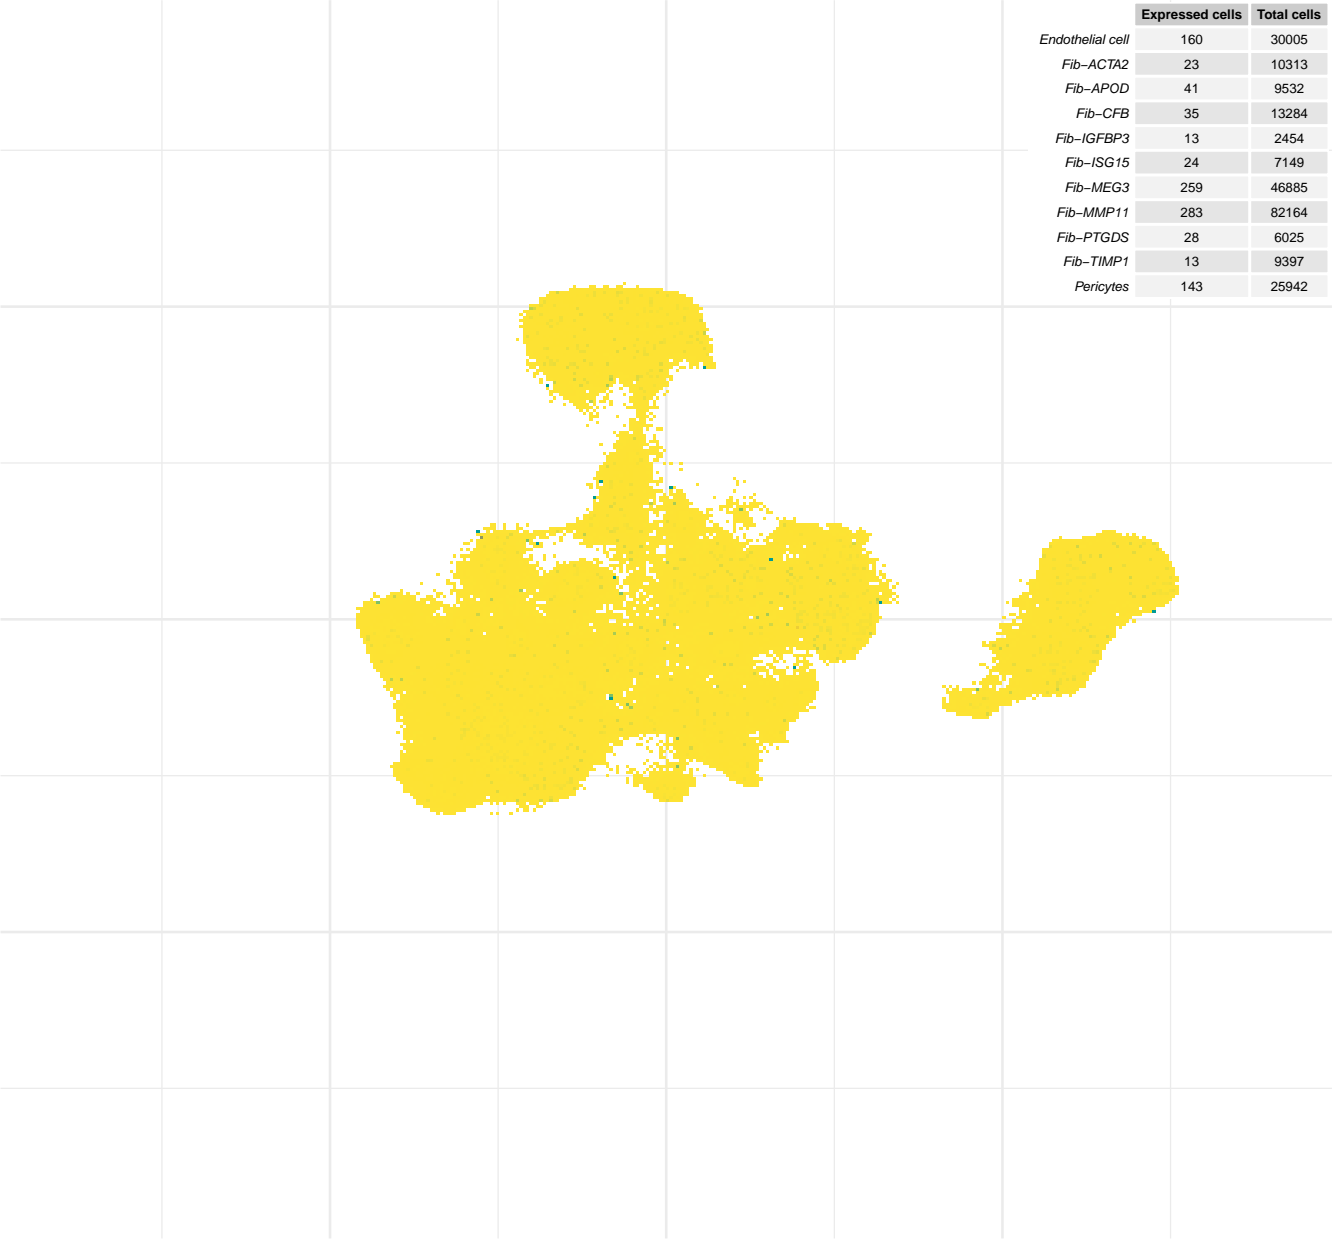 Expressed cells Total cells
Endothelial cell 160 30005
Fib−ACTA2 23 10313
Fib−APOD 41 9532
Fib−CFB 35 13284
Fib−IGFBP3 13 2454
Fib−ISG15 24 7149
Fib−MEG3 259 46885
Fib−MMP11 283 82164
Fib−PTGDS 28 6025
Fib−TIMP1 13 9397
Pericytes 143 25942